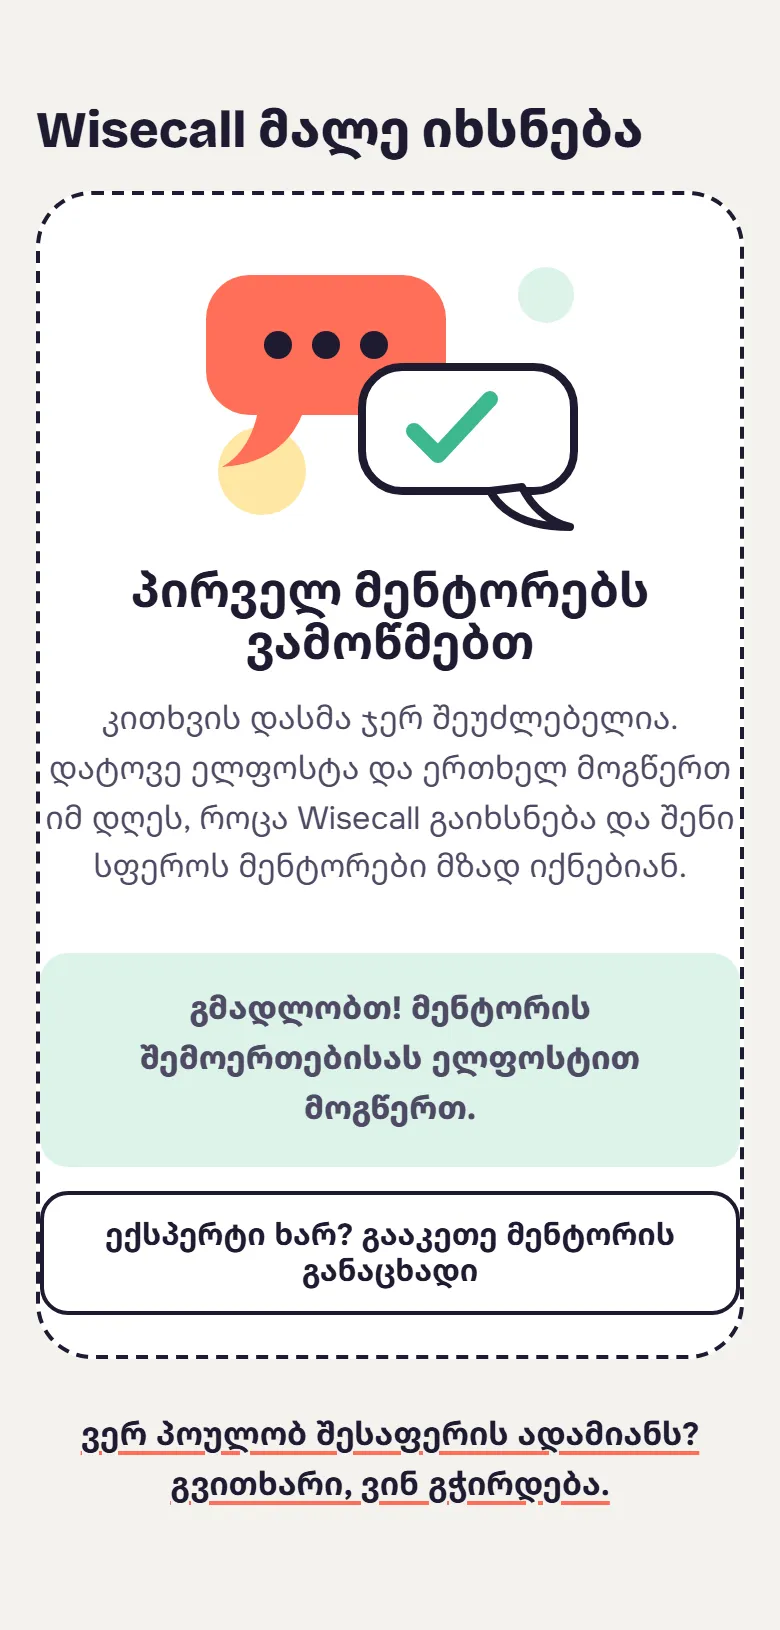 Wisecall მალე იხსნება
პირველ მენტორებს
ვამოწმებთ
კითხვის დასმა ჯერ შეუძლებელია.
დატოვე ელფოსტა და ერთხელ მოგწერთ
იმ დღეს, როცა Wisecall გაიხსნება და შენი
სფეროს მენტორები მზად იქნებიან.
გმადლობთ! მენტორის
შემოერთებისას ელფოსტით
მოგწერთ.
ექსპერტი ხარ? გააკეთე მენტორის
განაცხადი
ვერ პოულობ შესაფერის ადამიანს?
გვითხარი, ვინ გჭირდება.